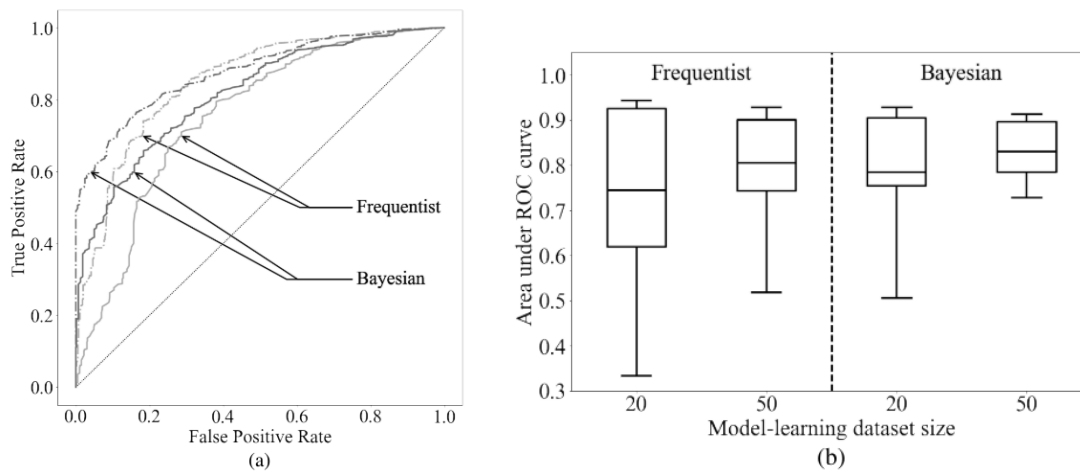 1.0
0.8
0.6
0.4
0.2
0.0
True Positive Rate
Frequentist
Bayesian
0.0 0.2 0.4 0.6 0.8 1.0
False Positive Rate
(a)
1.0
0.9
0.8
0.7
0.6
0.5
0.4
0.3
Area under ROC curve
Frequentist Bayesian
20 50 20 50
Model-learning dataset size
(b)